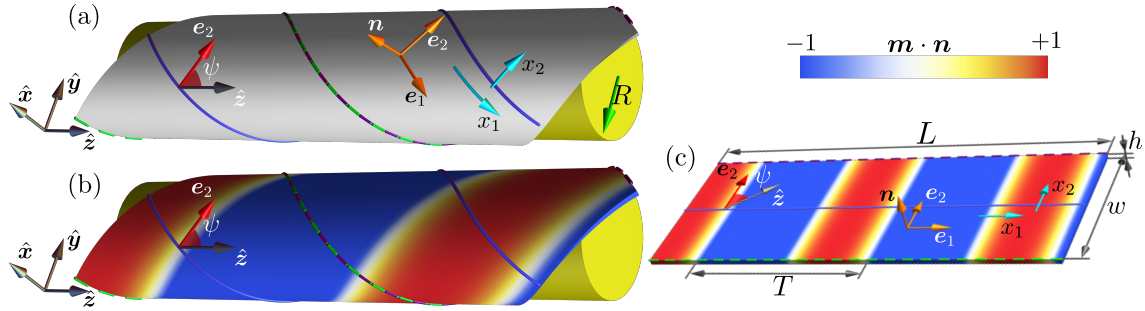 (a)
n
e₂
e₂
ψ
ẑ
x₂
e₁
x₁
R
x̂
ŷ
ẑ
−1 m · n +1
(b)
e₂
ψ
ẑ
x̂
ŷ
ẑ
(c)
L
h
e₂
ψ
ẑ
n
e₂
e₁
x₂
x₁
w
T